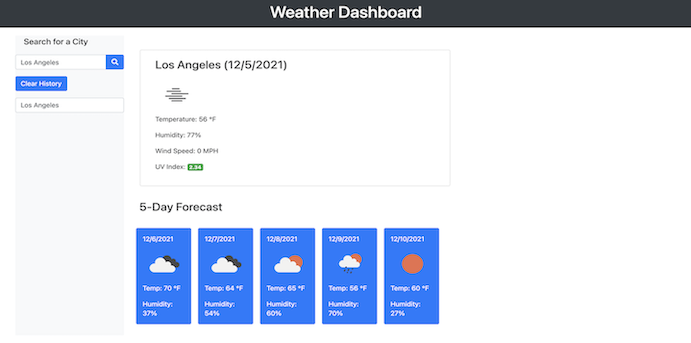 Weather Dashboard
Search for a City
Los Angeles
Clear History
Los Angeles
Los Angeles (12/5/2021)
Temperature: 56 °F
Humidity: 77%
Wind Speed: 0 MPH
UV Index: 2.34
5-Day Forecast
12/6/2021
Temp: 70 °F
Humidity:
37%
12/7/2021
Temp: 64 °F
Humidity:
54%
12/8/2021
Temp: 65 °F
Humidity:
60%
12/9/2021
Temp: 56 °F
Humidity:
70%
12/10/2021
Temp: 60 °F
Humidity:
27%